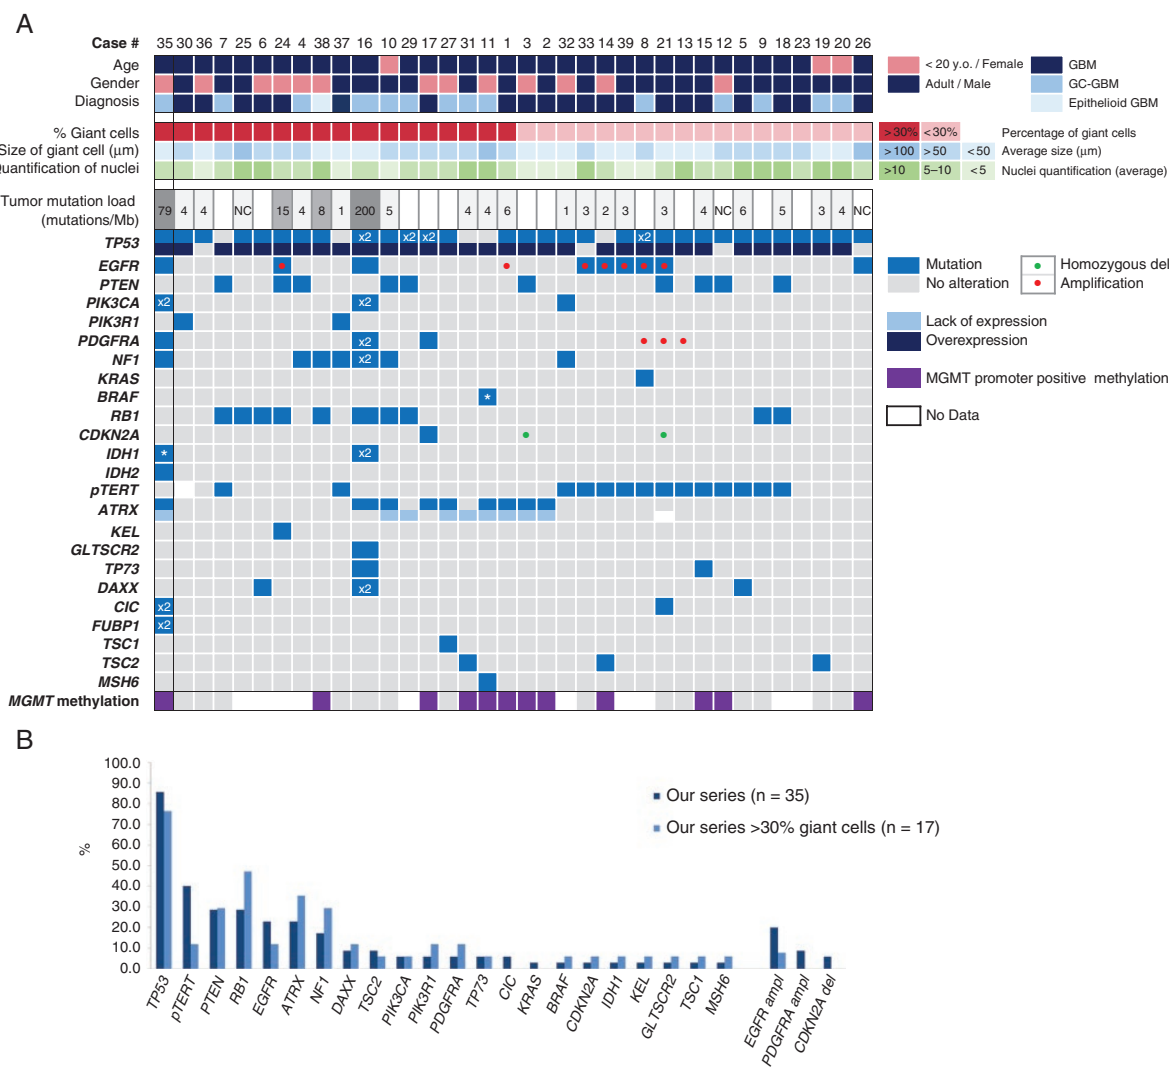 A
Case # 35 30 36 7 25 6 24 4 38 37 16 10 29 17 27 31 11 1 3 2 32 33 14 39 8 21 13 15 12 5 9 18 23 19 20 26
Age
Gender
Diagnosis
< 20 y.o. / Female
GBM
Adult / Male
GC-GBM
Epithelioid GBM
% Giant cells
Size of giant cell (μm)
Quantification of nuclei
>30% <30% Percentage of giant cells
>100 >50 <50 Average size (μm)
>10 5–10 <5 Nuclei quantification (average)
Tumor mutation load
(mutations/Mb)
79 4 4 NC 15 4 8 1 200 5 4 4 6 1 3 2 3 3 4 NC 6 5 3 4 NC
TP53 x2 x2 x2 x2
EGFR
PTEN
PIK3CA x2 x2
PIK3R1
PDGFRA x2
NF1 x2
KRAS
BRAF *
RB1
CDKN2A
IDH1 * x2
IDH2
pTERT
ATRX
KEL
GLTSCR2
TP73
DAXX x2
CIC x2
FUBP1 x2
TSC1
TSC2
MSH6
MGMT methylation
Mutation
Homozygous del
No alteration
Amplification
Lack of expression
Overexpression
MGMT promoter positive methylation
No Data
B
100.0
90.0
80.0
70.0
60.0
50.0
40.0
30.0
20.0
10.0
0.0
%
Our series (n = 35)
Our series >30% giant cells (n = 17)
TP53
pTERT
PTEN
RB1
EGFR
ATRX
NF1
DAXX
TSC2
PIK3CA
PIK3R1
PDGFRA
TP73
CIC
KRAS
BRAF
CDKN2A
IDH1
KEL
GLTSCR2
TSC1
MSH6
EGFR ampl
PDGFRA ampl
CDKN2A del